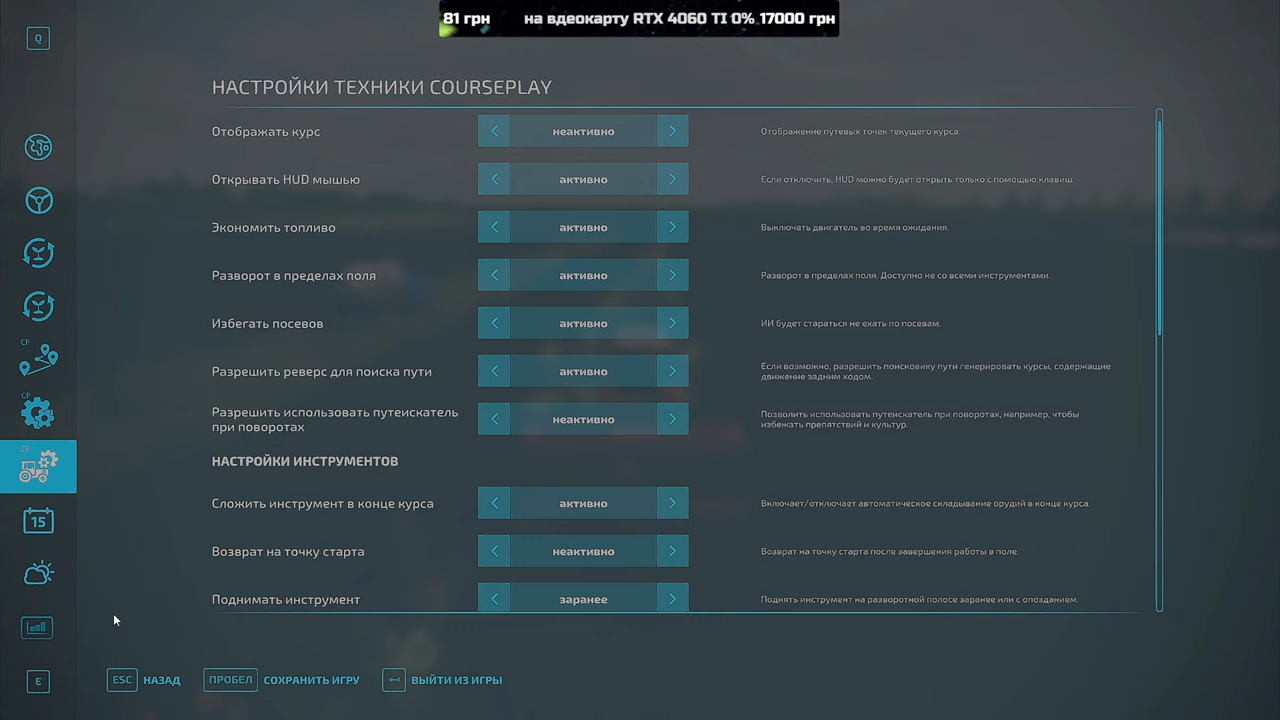 81 грн на вдеокарту RTX 4060 TI 0% 17000 грн
Q
НАСТРОЙКИ ТЕХНИКИ COURSEPLAY
Отображать курс
неактивно
Отображение путевых точек текущего курса.
Открывать HUD мышью
активно
Если отключить, HUD можно будет открыть только с помощью клавиш.
Экономить топливо
активно
Выключать двигатель во время ожидания.
Разворот в пределах поля
активно
Разворот в пределах поля. Доступно не со всеми инструментами.
Избегать посевов
активно
ИИ будет стараться не ехать по посевам.
CP
Разрешить реверс для поиска пути
активно
Если возможно, разрешить поисковику пути генерировать курсы, содержащие
движение задним ходом.
CP
Разрешить использовать путеискатель
при поворотах
неактивно
Позволить использовать путеискатель при поворотах, например, чтобы
избежать препятствий и культур.
CP
НАСТРОЙКИ ИНСТРУМЕНТОВ
Сложить инструмент в конце курса
активно
Включает/отключает автоматическое складывание орудий в конце курса.
15
Возврат на точку старта
неактивно
Возврат на точку старта после завершения работы в поле.
Поднимать инструмент
заранее
Поднять инструмент на разворотной полосе заранее или с опозданием.
E
ESC НАЗАД
ПРОБЕЛ СОХРАНИТЬ ИГРУ
ВЫЙТИ ИЗ ИГРЫ